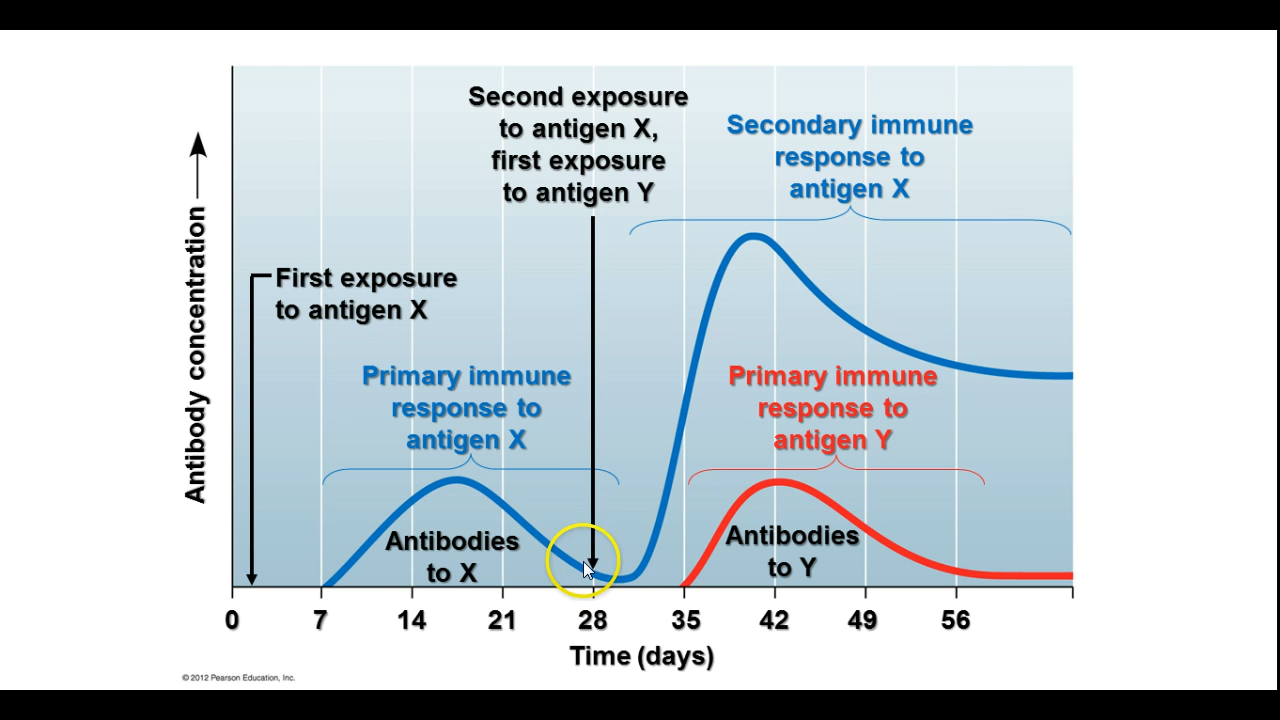 Second exposure
to antigen X,
first exposure
to antigen Y
Secondary immune
response to
antigen X
First exposure
to antigen X
Primary immune
response to
antigen X
Primary immune
response to
antigen Y
Antibodies
to X
Antibodies
to Y
Antibody concentration
0 7 14 21 28 35 42 49 56
Time (days)
© 2012 Pearson Education, Inc.